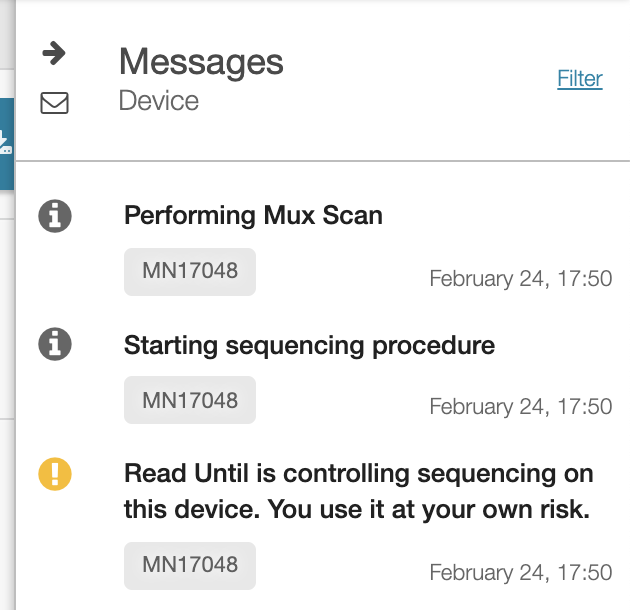 Messages
Device
Filter
Performing Mux Scan
MN17048
February 24, 17:50
Starting sequencing procedure
MN17048
February 24, 17:50
Read Until is controlling sequencing on
this device. You use it at your own risk.
MN17048
February 24, 17:50